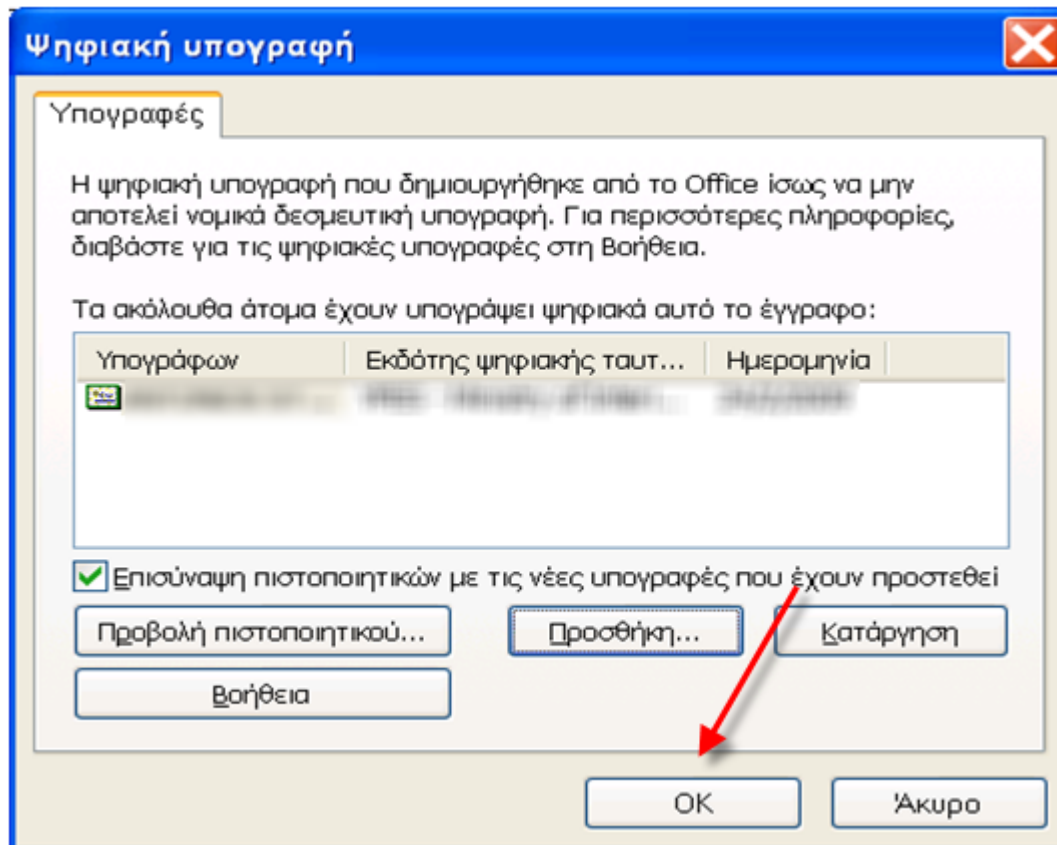 Ψηφιακή υπογραφή
Υπογραφές
Η ψηφιακή υπογραφή που δημιουργήθηκε από το Office ίσως να μην
αποτελεί νομικά δεσμευτική υπογραφή. Για περισσότερες πληροφορίες,
διαβάστε για τις ψηφιακές υπογραφές στη Βοήθεια.
Τα ακόλουθα άτομα έχουν υπογράψει ψηφιακά αυτό το έγγραφο:
Υπογράφων Εκδότης ψηφιακής ταυτ... Ημερομηνία
Επισύναψη πιστοποιητικών με τις νέες υπογραφές που έχουν προστεθεί
Προβολή πιστοποιητικού... Προσθήκη... Κατάργηση
Βοήθεια
OK Άκυρο